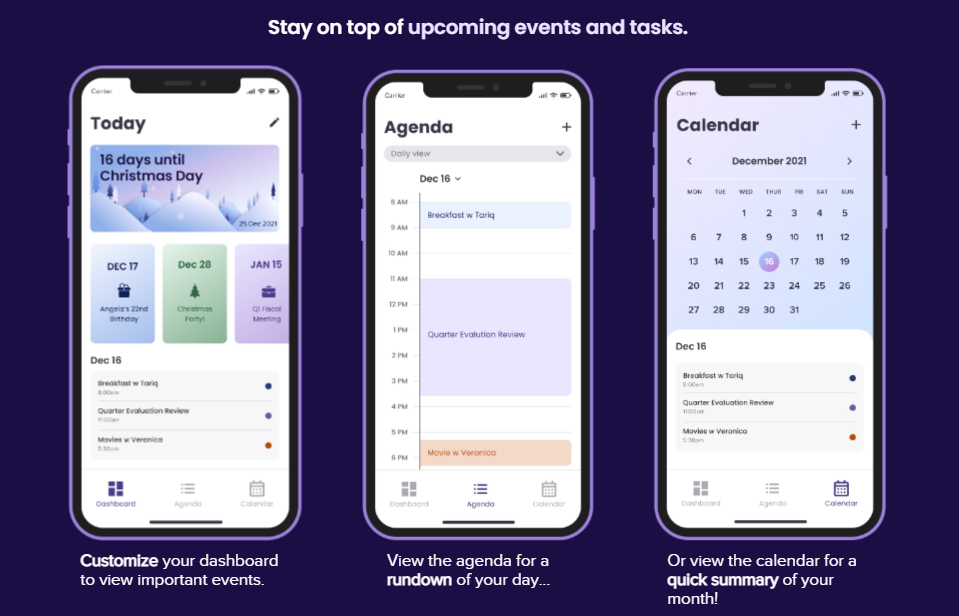 Stay on top of upcoming events and tasks.
Carrier
Today
16 days until
Christmas Day
25 Dec 2021
DEC 17
Angela's 22nd
Birthday
Dec 28
Christmas
Party!
JAN 15
Q1 Fiscal
Meeting
Dec 16
Breakfast w Tariq
8:00am
Quarter Evaluation Review
11:00am
Movies w Veronica
5:30pm
Dashboard Agenda Calendar
Customize your dashboard
to view important events.
Carrier
Agenda +
Daily view
Dec 16
8 AM
Breakfast w Tariq
9 AM
10 AM
11 AM
12 PM
1 PM
Quarter Evalution Review
2 PM
3 PM
4 PM
5 PM
6 PM
Movie w Veronica
Dashboard Agenda Calendar
View the agenda for a
rundown of your day...
Carrier
Calendar +
< December 2021 >
MON TUE WED THUR FRI SAT SUN
1 2 3 4 5
6 7 8 9 10 11 12
13 14 15 16 17 18 19
20 21 22 23 24 25 26
27 28 29 30 31
Dec 16
Breakfast w Tariq
8:00am
Quarter Evaluation Review
11:00am
Movies w Veronica
5:30pm
Dashboard Agenda Calendar
Or view the calendar for a
quick summary of your
month!